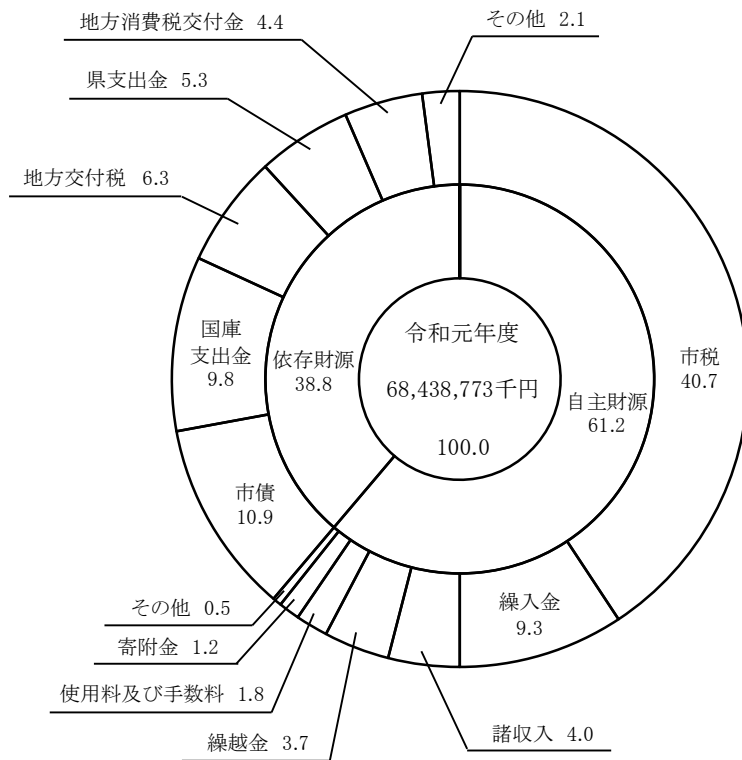 地方消費税交付金 4.4
その他 2.1
県支出金 5.3
地方交付税 6.3
国庫
支出金
9.8
依存財源
38.8
令和元年度
68,438,773千円
100.0
自主財源
61.2
市税
40.7
市債
10.9
繰入金
9.3
その他 0.5
寄附金 1.2
使用料及び手数料 1.8
繰越金 3.7
諸収入 4.0